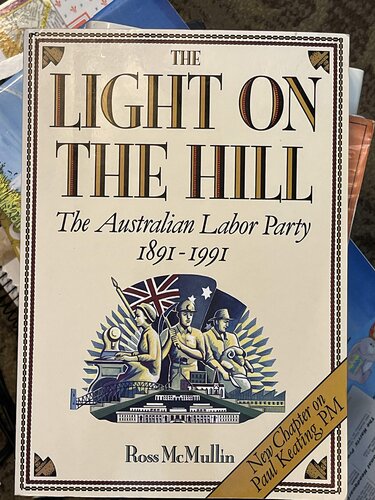 THE
LIGHT ON
THE HILL
The Australian Labor Party
1891-1991
Ross McMullin
New Chapter on
Paul Keating, PM